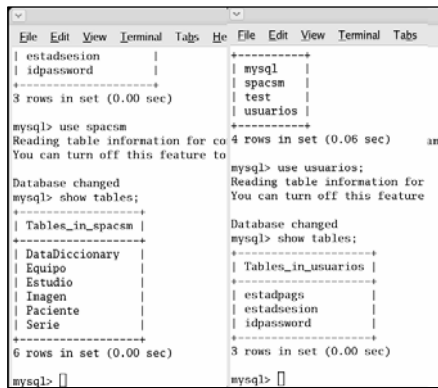 File Edit View Terminal Tabs He
| estadsesion |
| idpassword |
+--------------------+
3 rows in set (0.00 sec)
mysql> use spacsm
Reading table information for co
You can turn off this feature to
Database changed
mysql> show tables;
+------------------+
| Tables_in_spacsm |
+------------------+
| DataDiccionary |
| Equipo |
| Estudio |
| Imagen |
| Paciente |
| Serie |
+------------------+
6 rows in set (0.00 sec)
mysql>
File Edit View Terminal Tabs
+----------+
| mysql |
| spacsm |
| test |
| usuarios |
+----------+
4 rows in set (0.06 sec)
mysql> use usuarios;
Reading table information for
You can turn off this feature
Database changed
mysql> show tables;
+--------------------+
| Tables_in_usuarios |
+--------------------+
| estadpags |
| estadsesion |
| idpassword |
+--------------------+
3 rows in set (0.00 sec)
mysql>